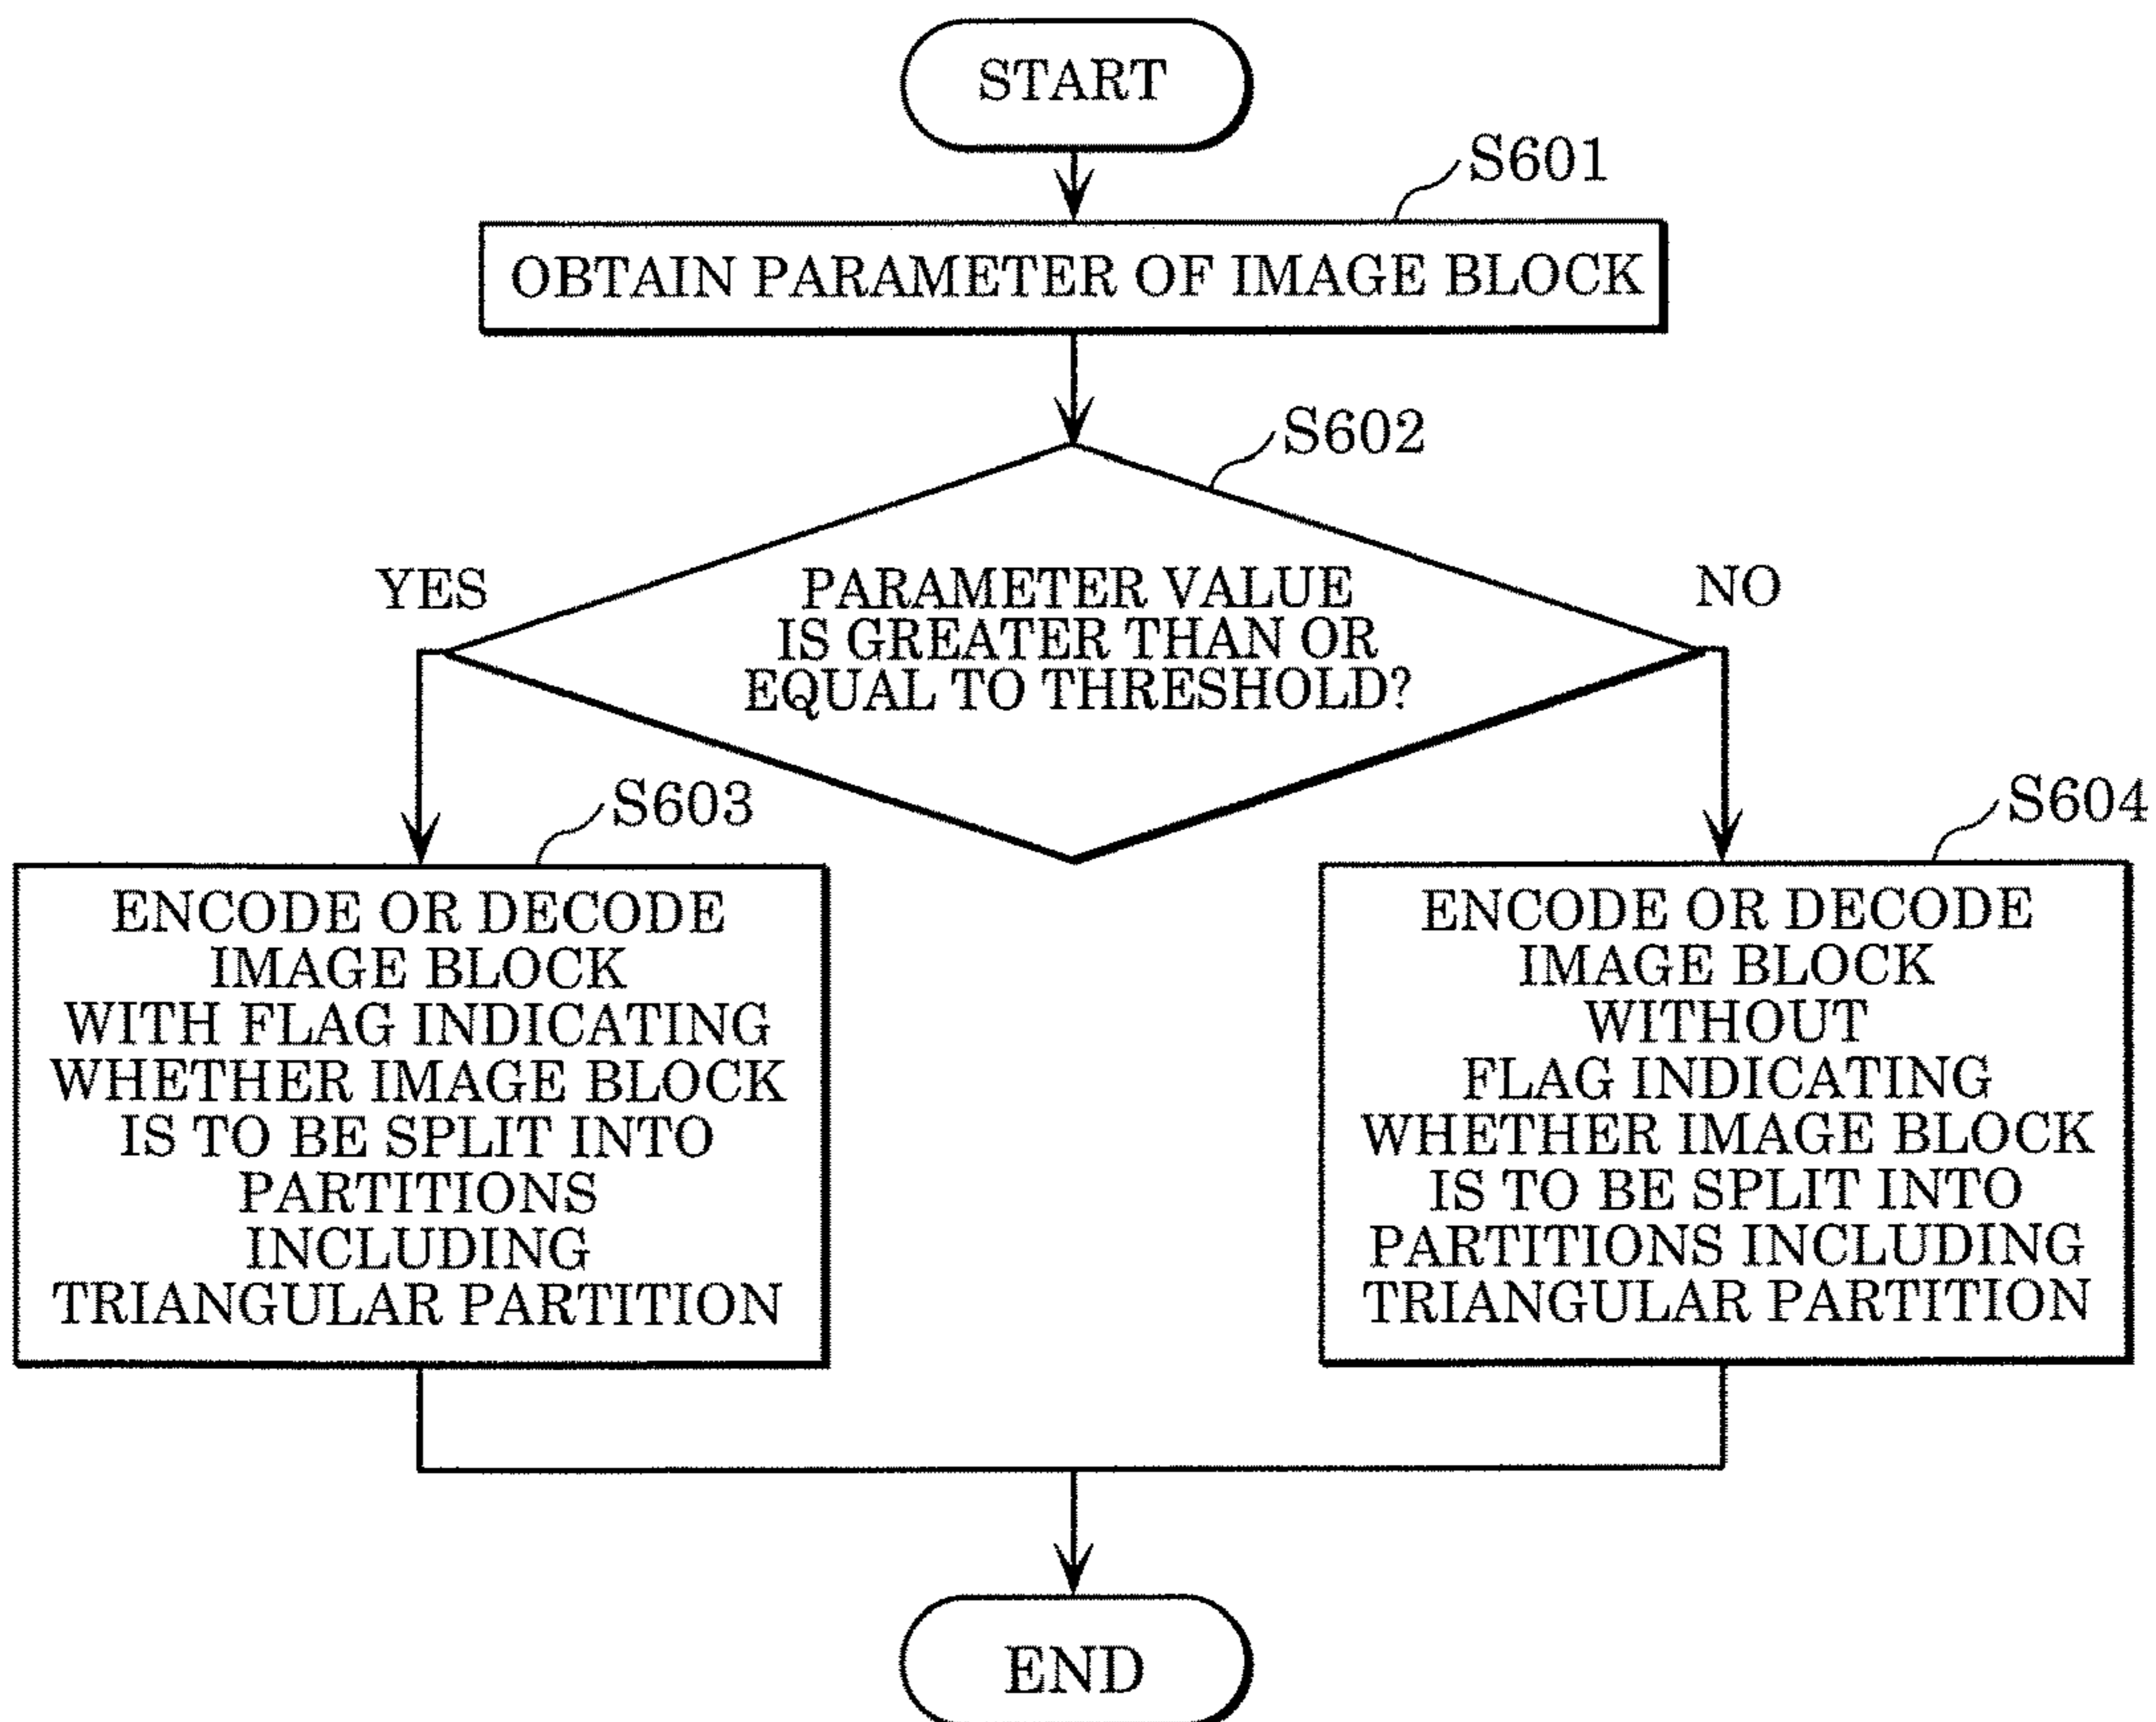 START
S601
OBTAIN PARAMETER OF IMAGE BLOCK
S602
YES
NO
PARAMETER VALUE
IS GREATER THAN OR
EQUAL TO THRESHOLD?
S603
S604
ENCODE OR DECODE
IMAGE BLOCK
WITH FLAG INDICATING
WHETHER IMAGE BLOCK
IS TO BE SPLIT INTO
PARTITIONS
INCLUDING
TRIANGULAR PARTITION
ENCODE OR DECODE
IMAGE BLOCK
WITHOUT
FLAG INDICATING
WHETHER IMAGE BLOCK
IS TO BE SPLIT INTO
PARTITIONS INCLUDING
TRIANGULAR PARTITION
END